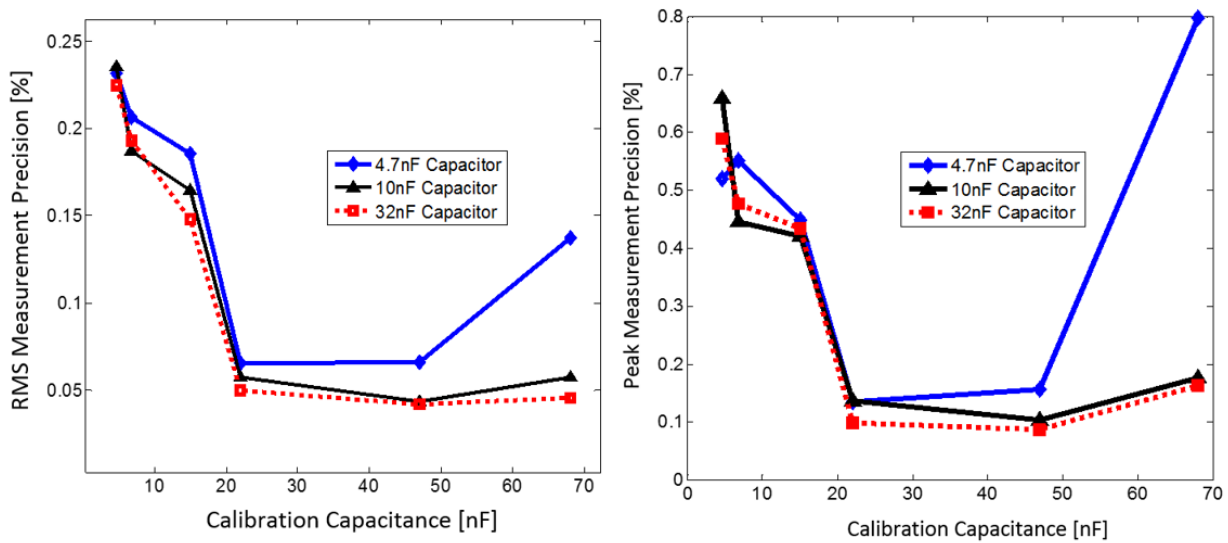 RMS Measurement Precision [%]
0.25
0.2
0.15
0.1
0.05
10 20 30 40 50 60 70
Calibration Capacitance [nF]
4.7nF Capacitor
10nF Capacitor
32nF Capacitor
Peak Measurement Precision [%]
0.8
0.7
0.6
0.5
0.4
0.3
0.2
0.1
0
0 10 20 30 40 50 60 70
Calibration Capacitance [nF]
4.7nF Capacitor
10nF Capacitor
32nF Capacitor